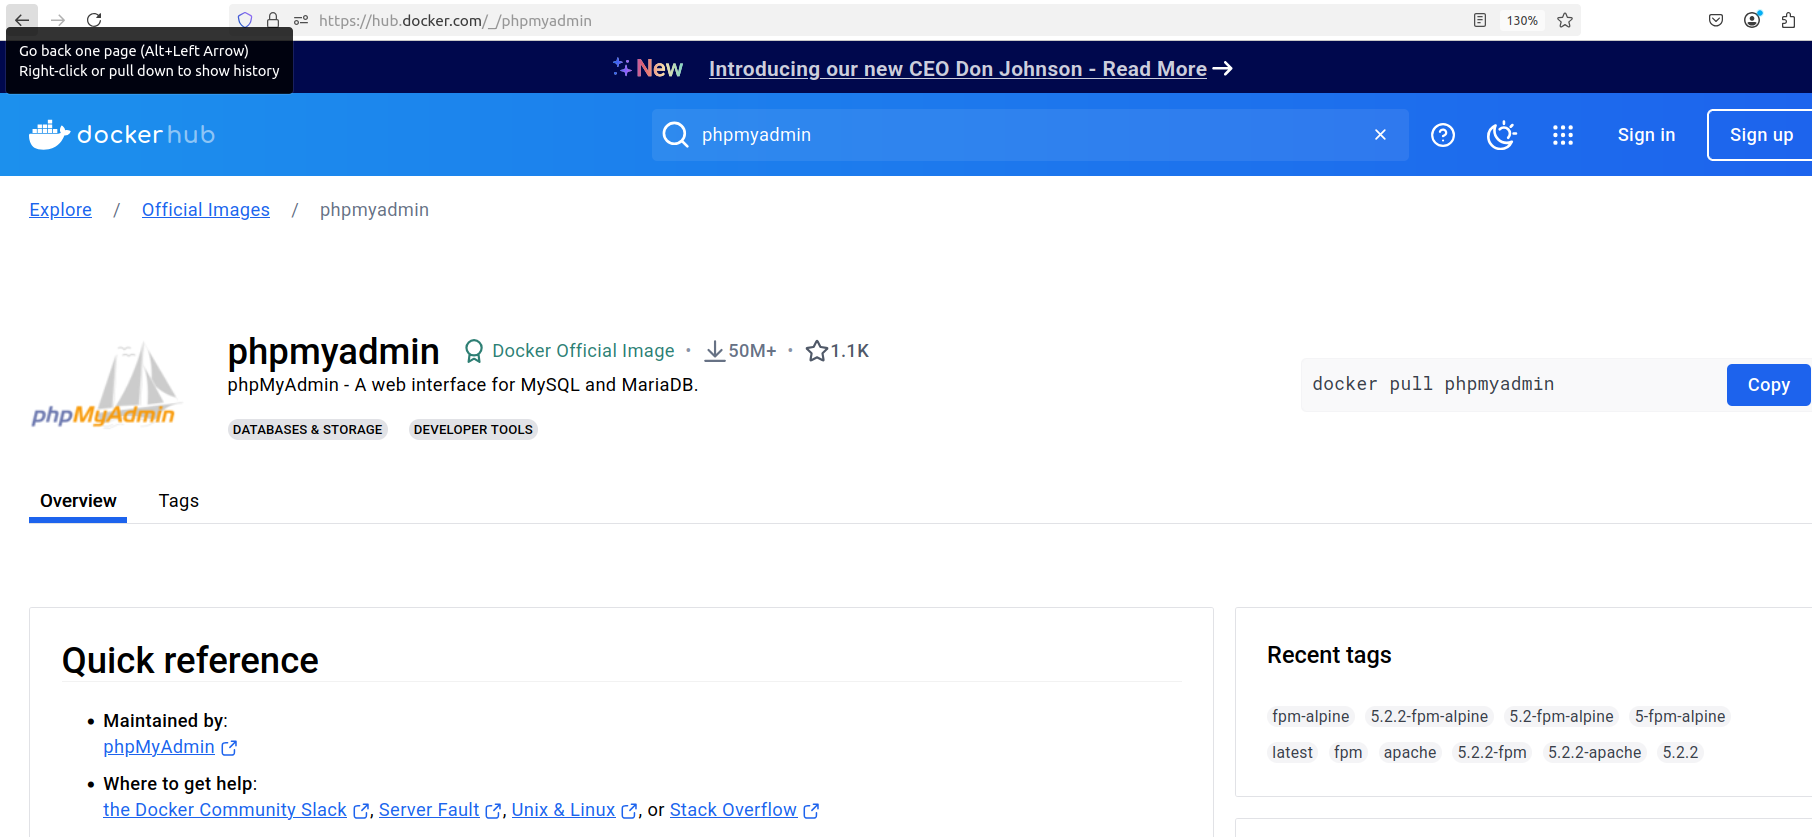 https://hub.docker.com/_/phpmyadmin
130%
Go back one page (Alt+Left Arrow)
Right-click or pull down to show history
New Introducing our new CEO Don Johnson - Read More
dockerhub
phpmyadmin
Sign in
Sign up
Explore / Official Images / phpmyadmin
phpMyAdmin
phpmyadmin Docker Official Image • 50M+ • 1.1K
phpMyAdmin - A web interface for MySQL and MariaDB.
DATABASES & STORAGE DEVELOPER TOOLS
docker pull phpmyadmin
Copy
Overview Tags
Quick reference
• Maintained by:
phpMyAdmin
• Where to get help:
the Docker Community Slack, Server Fault, Unix & Linux, or Stack Overflow
Recent tags
fpm-alpine 5.2.2-fpm-alpine 5.2-fpm-alpine 5-fpm-alpine
latest fpm apache 5.2.2-fpm 5.2.2-apache 5.2.2